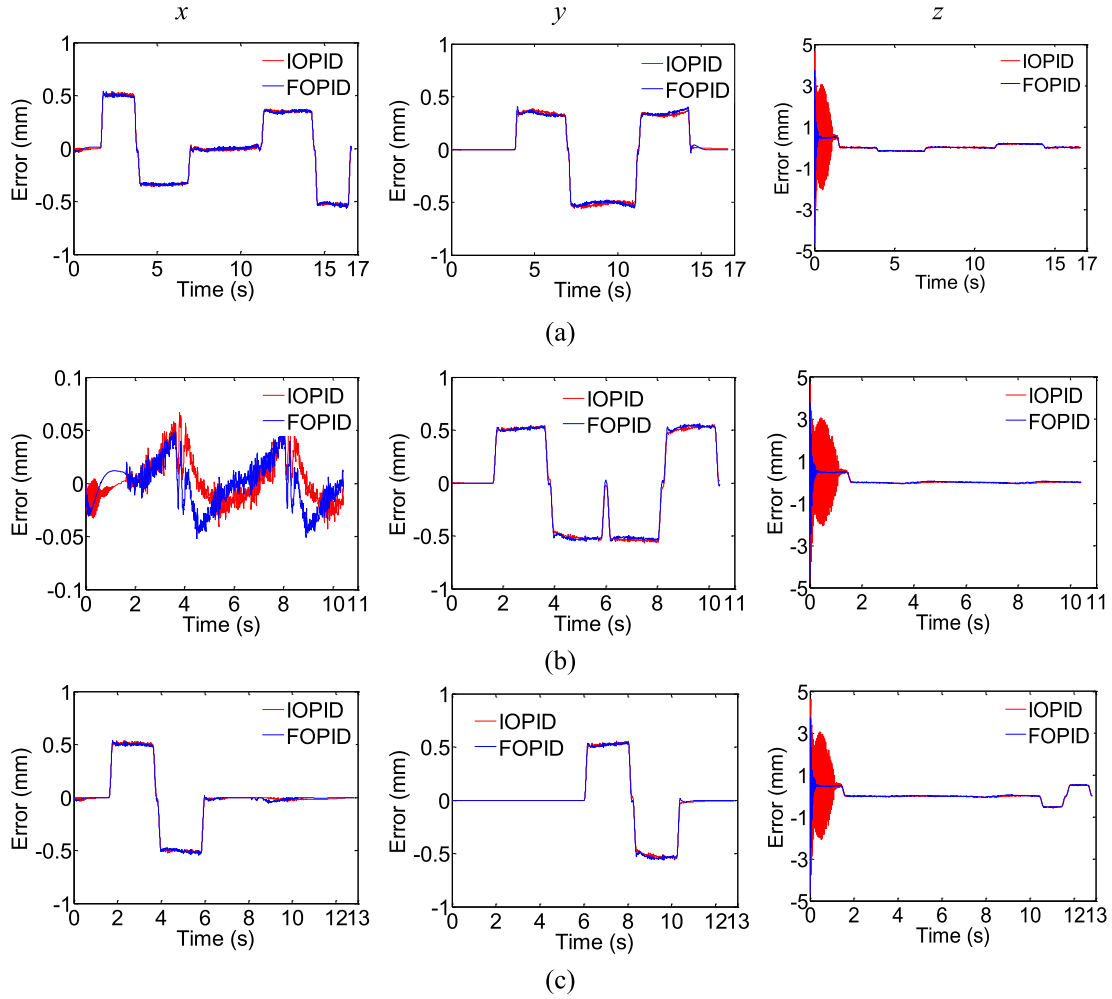 x y z
1
0.5
0
-0.5
-1
Error (mm)
IOPID
FOPID
0 5 10 15 17
Time (s)
1
0.5
0
-0.5
-1
Error (mm)
IOPID
FOPID
0 5 10 15 17
Time (s)
5
3
1
-1
-3
-5
Error (mm)
IOPID
FOPID
0 5 10 15 17
Time (s)
(a)
0.1
0.05
0
-0.05
-0.1
Error (mm)
IOPID
FOPID
0 2 4 6 8 10 11
Time (s)
1
0.5
0
-0.5
-1
Error (mm)
IOPID
FOPID
0 2 4 6 8 10 11
Time (s)
5
3
1
-1
-3
-5
Error (mm)
IOPID
FOPID
0 2 4 6 8 10 11
Time (s)
(b)
1
0.5
0
-0.5
-1
Error (mm)
IOPID
FOPID
0 2 4 6 8 10 12 13
Time (s)
1
0.5
0
-0.5
-1
Error (mm)
IOPID
FOPID
0 2 4 6 8 10 12 13
Time (s)
5
3
1
-1
-3
-5
Error (mm)
IOPID
FOPID
0 2 4 6 8 10 12 13
Time (s)
(c)